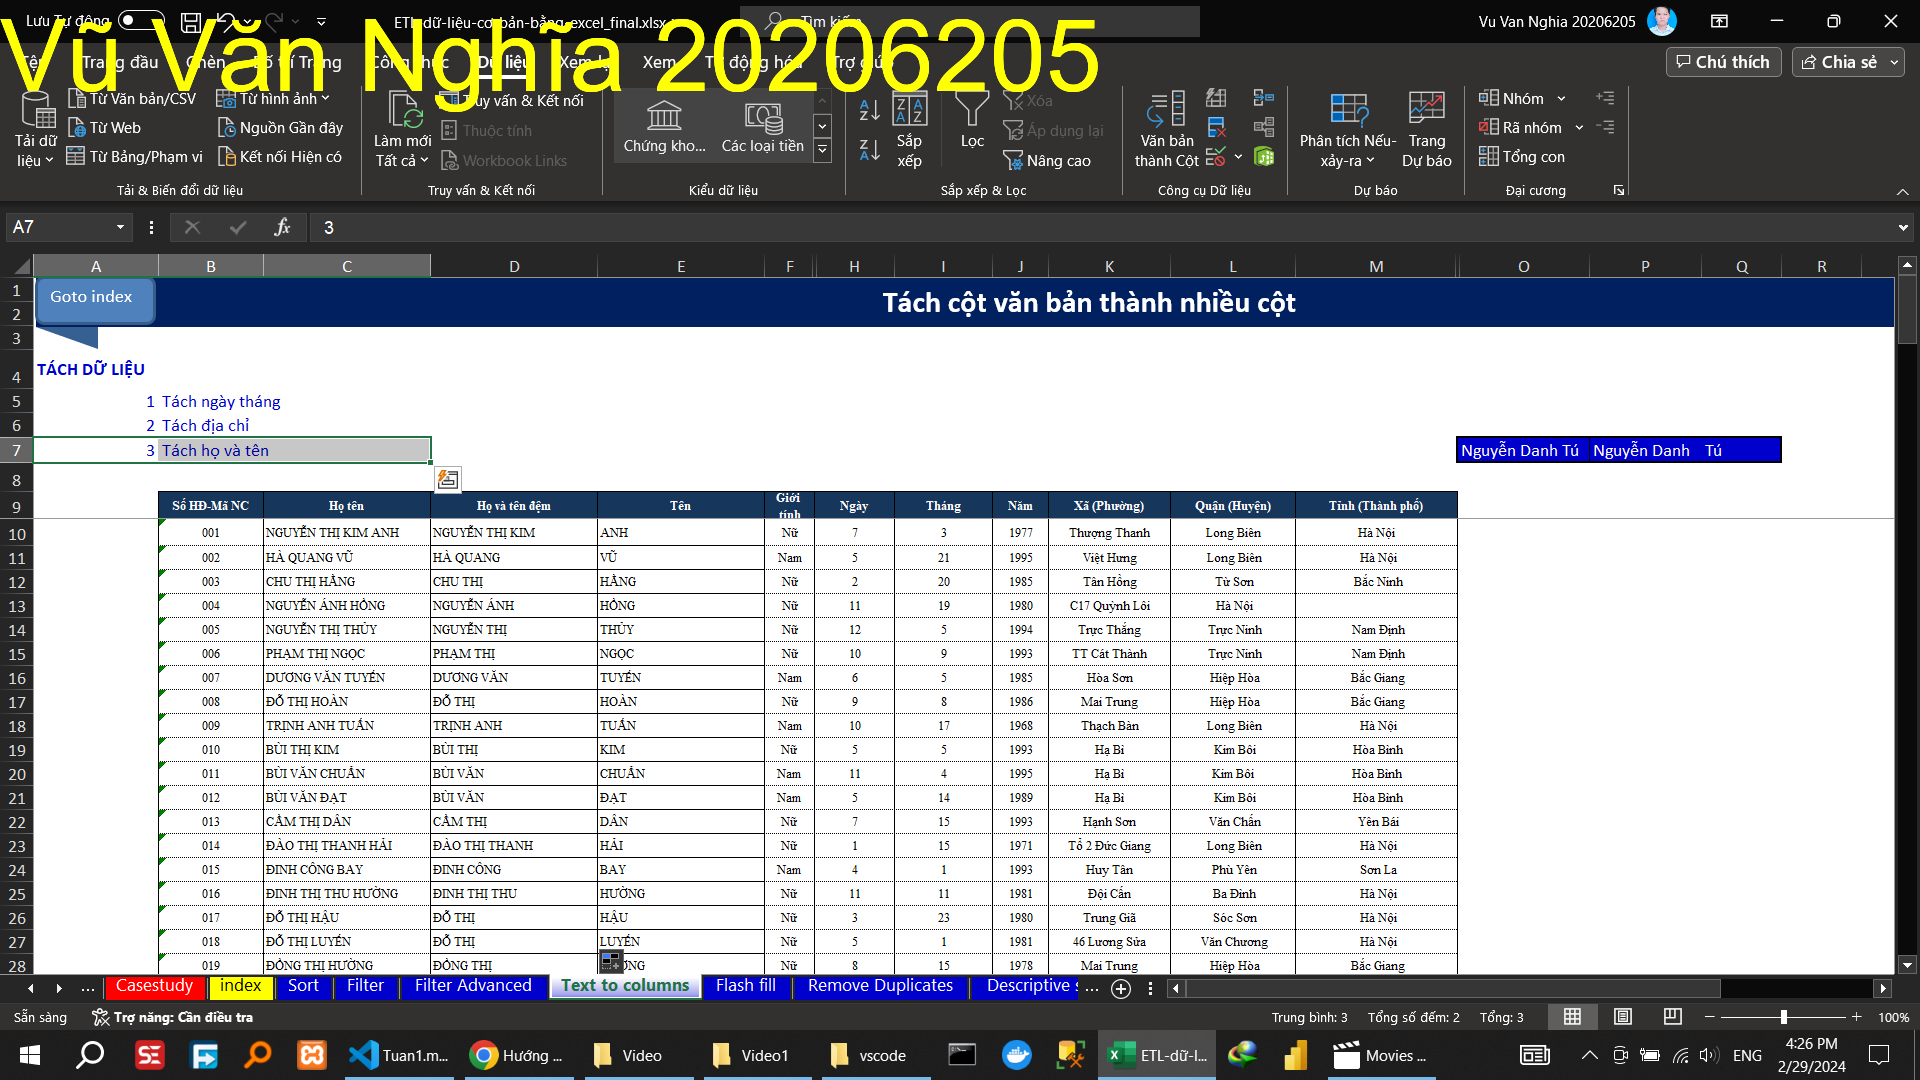 Lưu Tự động
ETL-dữ-liệu-cơ-bản-bằng-excel_final.xlsx
Tìm kiếm
Vu Van Nghia 20206205
Vũ Văn Nghĩa 20206205
Tệp Trang đầu Chèn Bố trí Trang Công thức Dữ liệu Xem lại Xem Tự động hóa Trợ giúp
Chú thích Chia sẻ
Tải dữ liệu
Từ Văn bản/CSV
Từ Web
Từ Bảng/Phạm vi
Từ hình ảnh
Nguồn Gần đây
Kết nối Hiện có
Làm mới Tất cả
Truy vấn & Kết nối
Thuộc tính
Workbook Links
Chứng kho... Các loại tiền
Sắp xếp
Lọc
Xóa
Áp dụng lại
Nâng cao
Văn bản thành Cột
Phân tích Nếu-xảy-ra
Trang Dự báo
Nhóm
Rã nhóm
Tổng con
Tải & Biến đổi dữ liệu Truy vấn & Kết nối Kiểu dữ liệu Sắp xếp & Lọc Công cụ Dữ liệu Dự báo Đại cương
A7 fx 3
A B C D E F H I J K L M O P Q R
1 Goto index Tách cột văn bản thành nhiều cột
2
3
4 TÁCH DỮ LIỆU
5 1 Tách ngày tháng
6 2 Tách địa chỉ
7 3 Tách họ và tên Nguyễn Danh Tú Nguyễn Danh Tú
8
9 Số HĐ-Mã NC Họ tên Họ và tên đệm Tên Giới tính Ngày Tháng Năm Xã (Phường) Quận (Huyện) Tỉnh (Thành phố)
10 001 NGUYỄN THỊ KIM ANH NGUYỄN THỊ KIM ANH Nữ 7 3 1977 Thượng Thanh Long Biên Hà Nội
11 002 HÀ QUANG VŨ HÀ QUANG VŨ Nam 5 21 1995 Việt Hưng Long Biên Hà Nội
12 003 CHU THỊ HẰNG CHU THỊ HẰNG Nữ 2 20 1985 Tân Hồng Từ Sơn Bắc Ninh
13 004 NGUYỄN ÁNH HỒNG NGUYỄN ÁNH HỒNG Nữ 11 19 1980 C17 Quỳnh Lôi Hà Nội
14 005 NGUYỄN THỊ THỦY NGUYỄN THỊ THỦY Nữ 12 5 1994 Trực Thắng Trực Ninh Nam Định
15 006 PHẠM THỊ NGỌC PHẠM THỊ NGỌC Nữ 10 9 1993 TT Cát Thành Trực Ninh Nam Định
16 007 DƯƠNG VĂN TUYẾN DƯƠNG VĂN TUYẾN Nam 6 5 1985 Hòa Sơn Hiệp Hòa Bắc Giang
17 008 ĐỖ THỊ HOÀN ĐỖ THỊ HOÀN Nữ 9 8 1986 Mai Trung Hiệp Hòa Bắc Giang
18 009 TRỊNH ANH TUẤN TRỊNH ANH TUẤN Nam 10 17 1968 Thạch Bàn Long Biên Hà Nội
19 010 BÙI THỊ KIM BÙI THỊ KIM Nữ 5 5 1993 Hạ Bì Kim Bôi Hòa Bình
20 011 BÙI VĂN CHUẨN BÙI VĂN CHUẨN Nam 11 4 1995 Hạ Bì Kim Bôi Hòa Bình
21 012 BÙI VĂN ĐẠT BÙI VĂN ĐẠT Nam 5 14 1989 Hạ Bì Kim Bôi Hòa Bình
22 013 CẦM THỊ DÂN CẦM THỊ DÂN Nữ 7 15 1993 Hạnh Sơn Văn Chấn Yên Bái
23 014 ĐÀO THỊ THANH HẢI ĐÀO THỊ THANH HẢI Nữ 1 15 1971 Tổ 2 Đức Giang Long Biên Hà Nội
24 015 ĐINH CÔNG BAY ĐINH CÔNG BAY Nam 4 1 1993 Huy Tân Phù Yên Sơn La
25 016 ĐINH THỊ THU HƯỜNG ĐINH THỊ THU HƯỜNG Nữ 11 11 1981 Đội Cấn Ba Đình Hà Nội
26 017 ĐỖ THỊ HẬU ĐỖ THỊ HẬU Nữ 3 23 1980 Trung Giã Sóc Sơn Hà Nội
27 018 ĐỖ THỊ LUYẾN ĐỖ THỊ LUYẾN Nữ 5 1 1981 46 Lương Sửa Văn Chương Hà Nội
28 019 ĐỒNG THỊ HƯỜNG ĐỒNG THỊ Nữ 8 15 1978 Mai Trung Hiệp Hòa Bắc Giang
... Casestudy index Sort Filter Filter Advanced Text to columns Flash fill Remove Duplicates Descriptive s ...
Sẵn sàng Trợ năng: Cần điều tra Trung bình: 3 Tổng số đếm: 2 Tổng: 3 100%
Tuan1.m... Hướng ... Video Video1 vscode ETL-dữ-l... Movies ... ENG
4:26 PM
2/29/2024